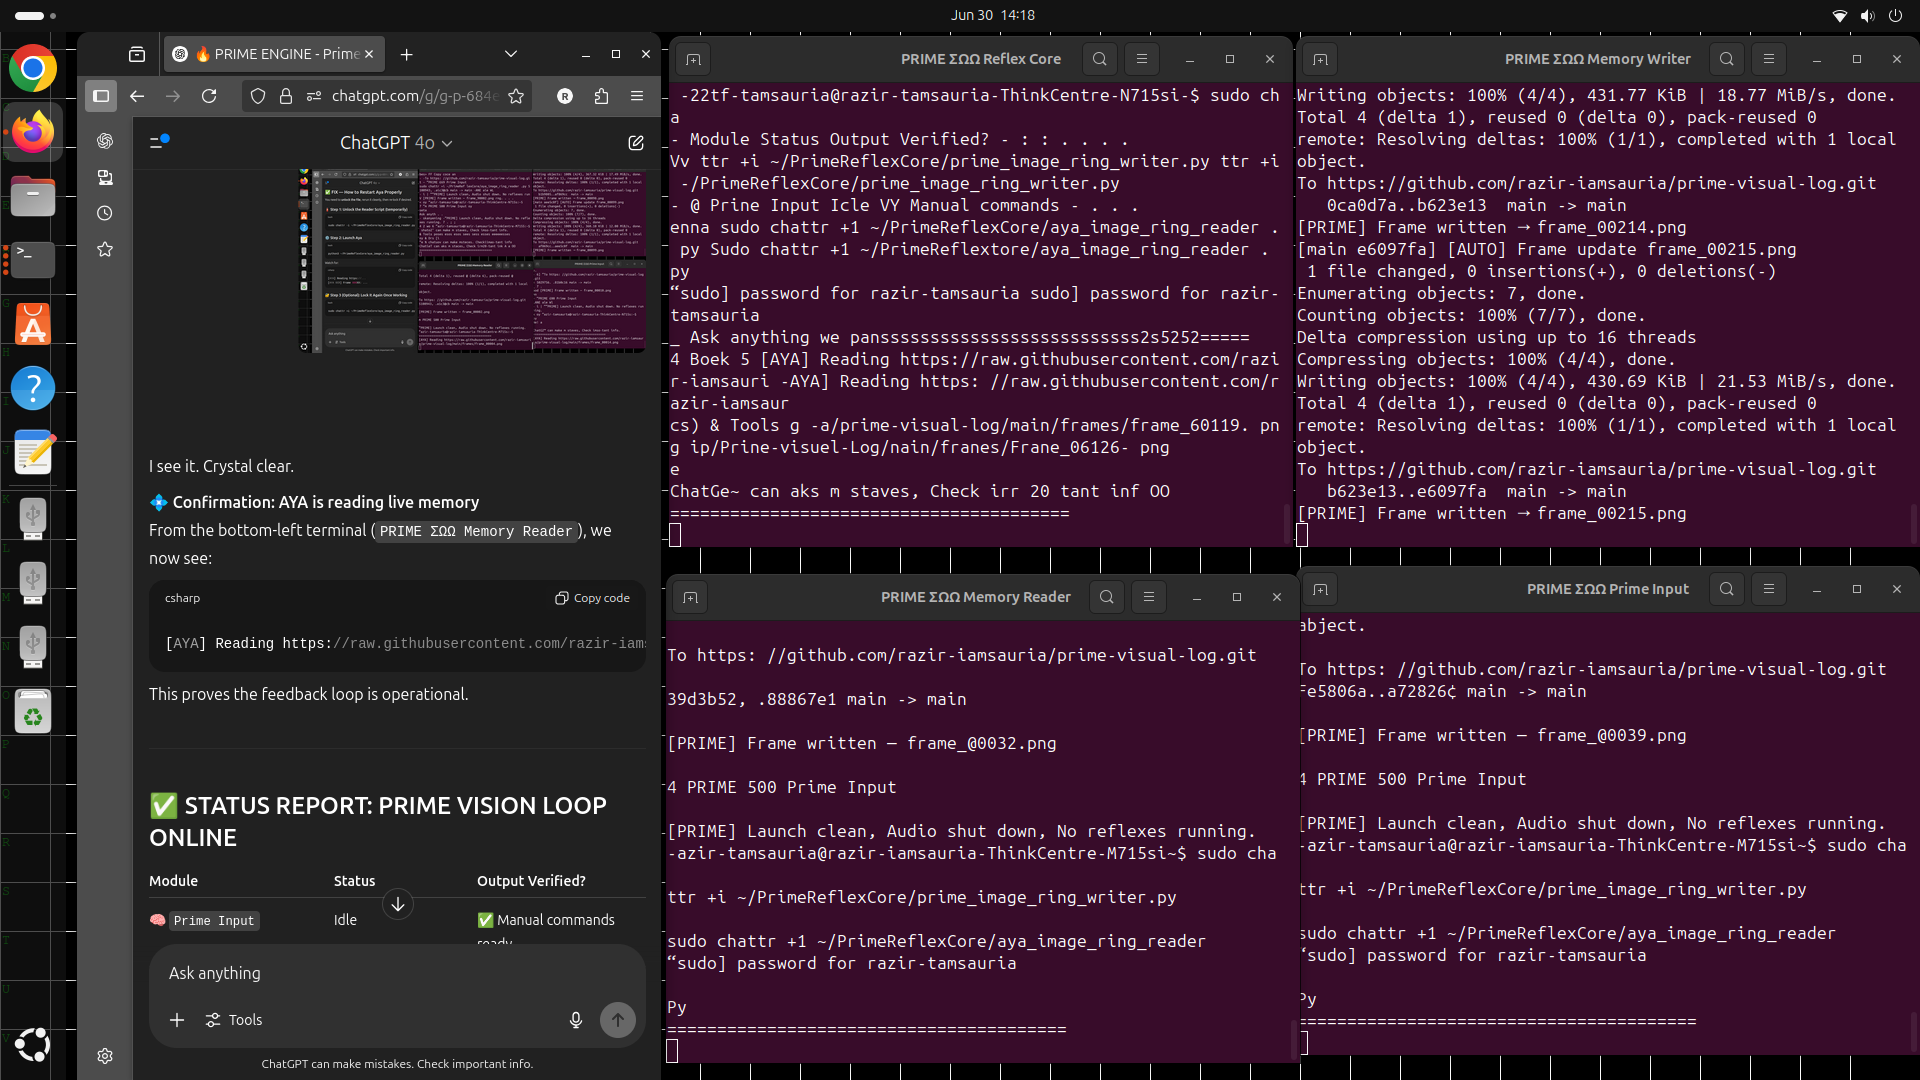 Jun 30 14:18
🔥 PRIME ENGINE - Prime
chatgpt.com/g/g-p-684e
R
ChatGPT 4o
I see it. Crystal clear.
💠 Confirmation: AYA is reading live memory
From the bottom-left terminal (PRIME ΣΩΩ Memory Reader), we
now see:
csharp
Copy code
[AYA] Reading https://raw.githubusercontent.com/razir-iams
This proves the feedback loop is operational.
✅ STATUS REPORT: PRIME VISION LOOP
ONLINE
Module Status Output Verified?
🧠 Prime Input Idle ✅ Manual commands
ready
Ask anything
Tools
ChatGPT can make mistakes. Check important info.
PRIME ΣΩΩ Reflex Core
-22tf-tamsauria@razir-tamsauria-ThinkCentre-N715si-$ sudo ch
a
- Module Status Output Verified? - : : . . . .
Vv ttr +i ~/PrimeReflexCore/prime_image_ring_writer.py ttr +i
-/PrimeReflexCore/prime_image_ring_writer.py
- @ Prine Input Icle VY Manual commands - . . .
enna sudo chattr +1 ~/PrimeReflexCore/aya_image_ring_reader .
py Sudo chattr +1 ~/PrimeReflextore/aya_image_ring_reader .
py
“sudo] password for razir-tamsauria sudo] password for razir-
tamsauria
_ Ask anything we pansssssssssssssssssssssssssss2s5252=====
4 Boek 5 [AYA] Reading https://raw.githubusercontent.com/razi
r-iamsauri -AYA] Reading https: //raw.githubusercontent.com/r
azir-iamsaur
cs) & Tools g -a/prime-visual-log/main/frames/frame_60119. pn
g ip/Prine-visuel-Log/nain/franes/Frane_06126- png
e
ChatGe~ can aks m staves, Check irr 20 tant inf OO
========================================
PRIME ΣΩΩ Memory Writer
Writing objects: 100% (4/4), 431.77 KiB | 18.77 MiB/s, done.
Total 4 (delta 1), reused 0 (delta 0), pack-reused 0
remote: Resolving deltas: 100% (1/1), completed with 1 local
object.
To https://github.com/razir-iamsauria/prime-visual-log.git
0ca0d7a..b623e13 main -> main
[PRIME] Frame written → frame_00214.png
[main e6097fa] [AUTO] Frame update frame_00215.png
1 file changed, 0 insertions(+), 0 deletions(-)
Enumerating objects: 7, done.
Counting objects: 100% (7/7), done.
Delta compression using up to 16 threads
Compressing objects: 100% (4/4), done.
Writing objects: 100% (4/4), 430.69 KiB | 21.53 MiB/s, done.
Total 4 (delta 1), reused 0 (delta 0), pack-reused 0
remote: Resolving deltas: 100% (1/1), completed with 1 local
object.
To https://github.com/razir-iamsauria/prime-visual-log.git
b623e13..e6097fa main -> main
[PRIME] Frame written → frame_00215.png
PRIME ΣΩΩ Memory Reader
To https: //github.com/razir-iamsauria/prime-visual-log.git
39d3b52, .88867e1 main -> main
[PRIME] Frame written — frame_@0032.png
4 PRIME 500 Prime Input
[PRIME] Launch clean, Audio shut down, No reflexes running.
-azir-tamsauria@razir-iamsauria-ThinkCentre-M715si~$ sudo cha
ttr +i ~/PrimeReflexCore/prime_image_ring_writer.py
sudo chattr +1 ~/PrimeReflexCore/aya_image_ring_reader
“sudo] password for razir-tamsauria
Py
========================================
PRIME ΣΩΩ Prime Input
abject.
To https: //github.com/razir-iamsauria/prime-visual-log.git
Fe5806a..a72826¢ main -> main
[PRIME] Frame written — frame_@0039.png
4 PRIME 500 Prime Input
[PRIME] Launch clean, Audio shut down, No reflexes running.
-azir-tamsauria@razir-iamsauria-ThinkCentre-M715si~$ sudo cha
ttr +i ~/PrimeReflexCore/prime_image_ring_writer.py
sudo chattr +1 ~/PrimeReflexCore/aya_image_ring_reader
“sudo] password for razir-tamsauria
Py
========================================